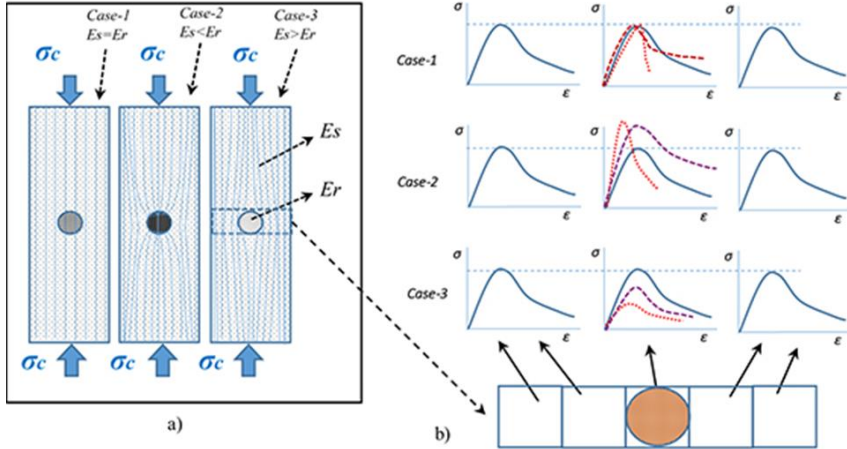 Case-1
Es=Er
Case-2
Es<Er
Case-3
Es>Er
σc
σc
σc
Es
Er
σc
σc
σc
a)
σ
σ
σ
Case-1
ε
ε
ε
σ
σ
σ
Case-2
ε
ε
ε
σ
σ
σ
Case-3
ε
ε
ε
b)